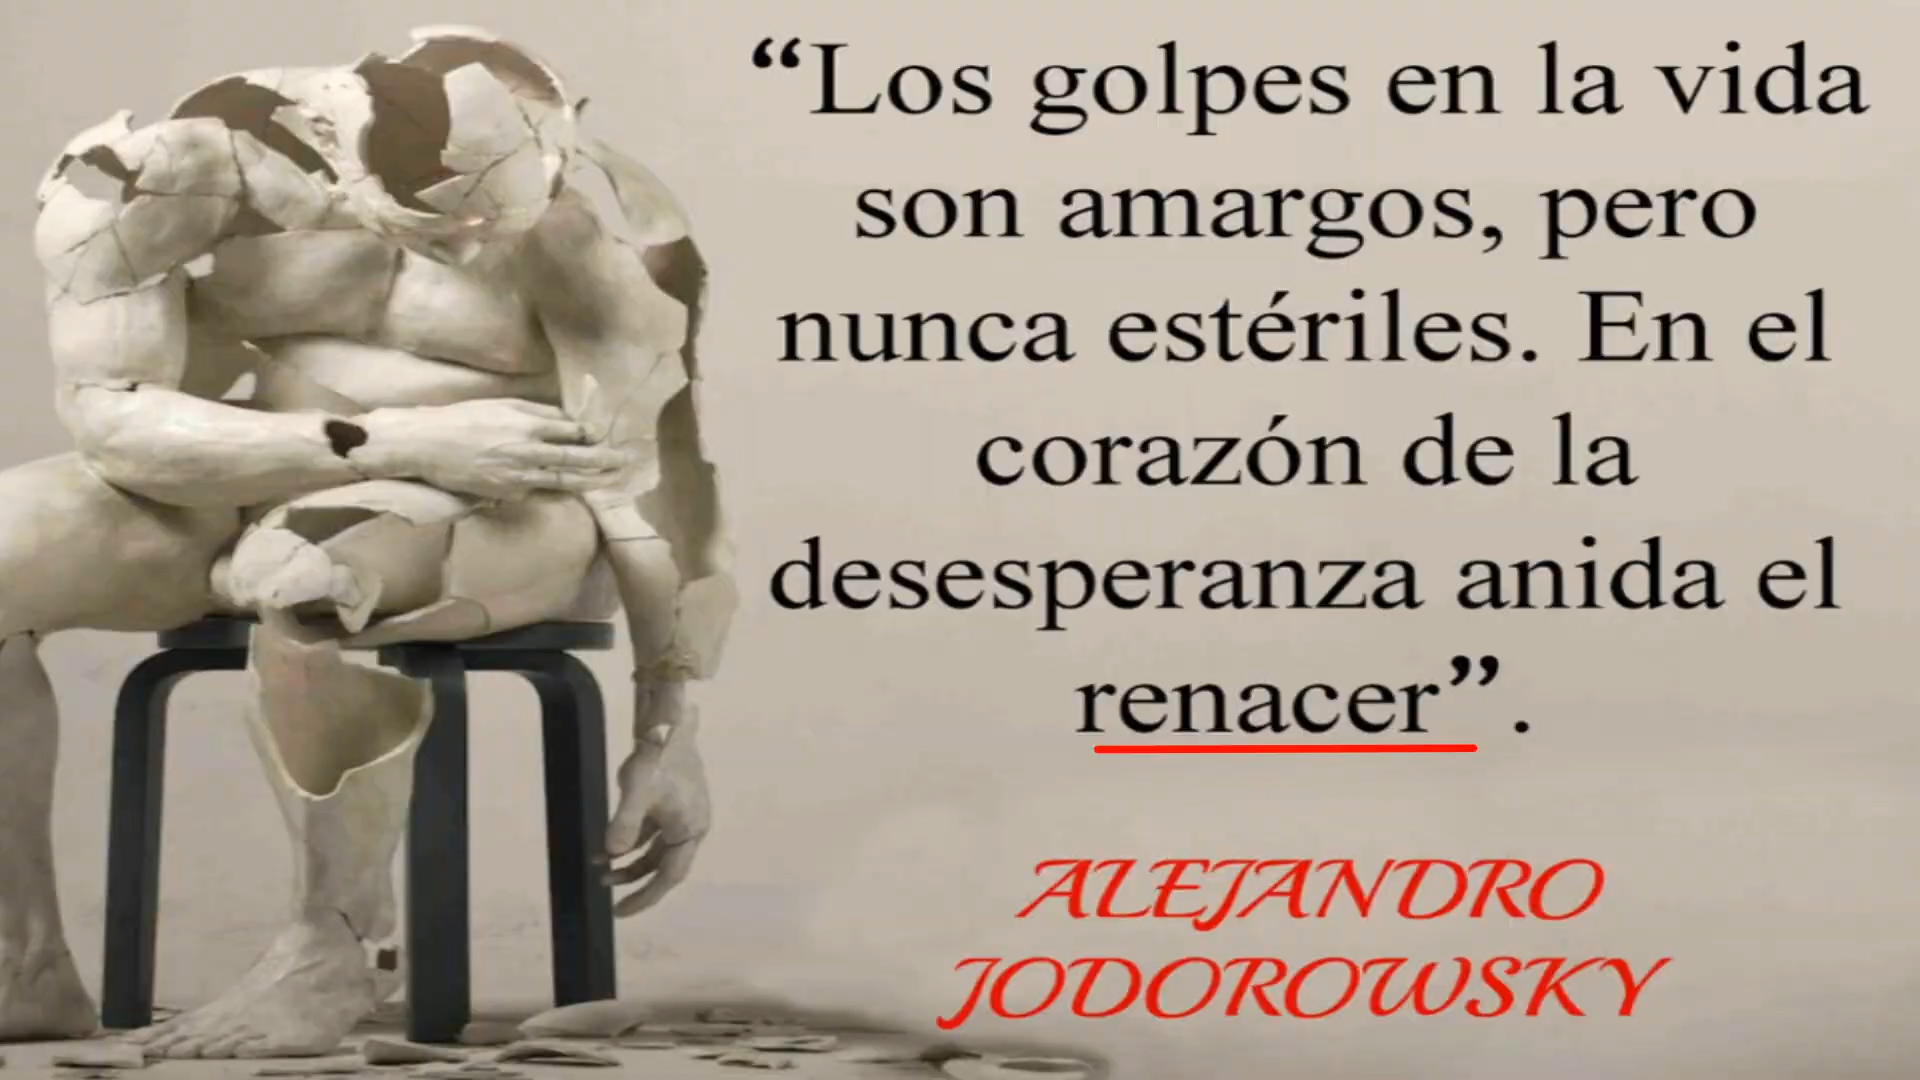 “Los golpes en la vida
son amargos, pero
nunca estériles. En el
corazón de la
desesperanza anida el
renacer”.
ALEJANDRO
JODOROWSKY